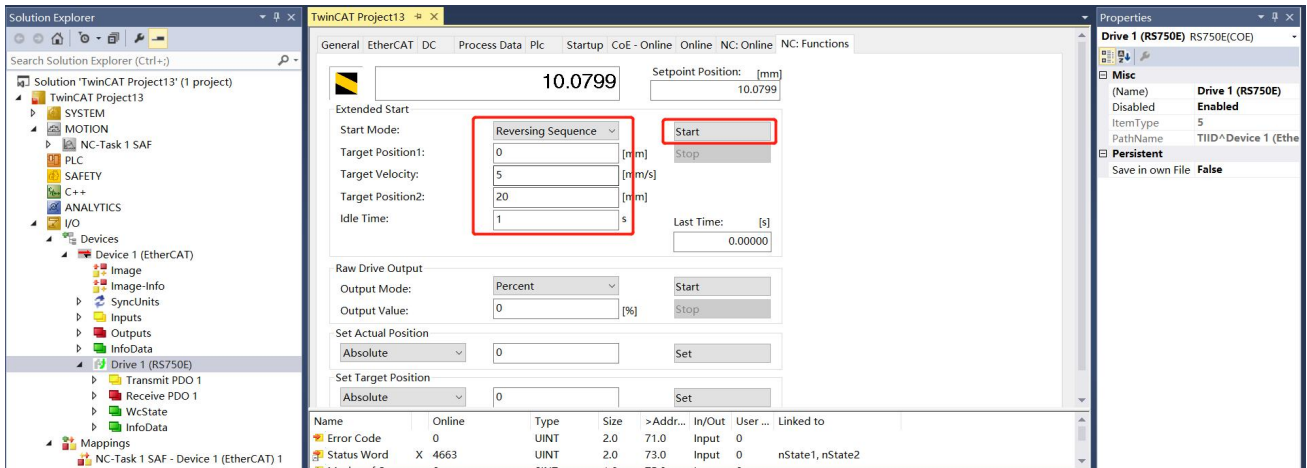 Solution Explorer
Search Solution Explorer (Ctrl+;)
Solution 'TwinCAT Project13' (1 project)
TwinCAT Project13
SYSTEM
MOTION
NC-Task 1 SAF
PLC
SAFETY
C++
ANALYTICS
I/O
Devices
Device 1 (EtherCAT)
Image
Image-Info
SyncUnits
Inputs
Outputs
InfoData
Drive 1 (RS750E)
Transmit PDO 1
Receive PDO 1
WcState
InfoData
Mappings
NC-Task 1 SAF - Device 1 (EtherCAT) 1
TwinCAT Project13
General EtherCAT DC Process Data Plc Startup CoE - Online Online NC: Online NC: Functions
10.0799
Setpoint Position: [mm]
10.0799
Extended Start
Start Mode: Reversing Sequence Start
Target Position1: 0 [mm] Stop
Target Velocity: 5 [mm/s]
Target Position2: 20 [mm]
Idle Time: 1 s Last Time: [s]
0.00000
Raw Drive Output
Output Mode: Percent Start
Output Value: 0 [%] Stop
Set Actual Position
Absolute 0 Set
Set Target Position
Absolute 0 Set
Name Online Type Size >Addr... In/Out User ... Linked to
Error Code 0 UINT 2.0 71.0 Input 0
Status Word X 4663 UINT 2.0 73.0 Input 0 nState1, nState2
Properties
Drive 1 (RS750E) RS750E(COE)
Misc
(Name) Drive 1 (RS750E)
Disabled Enabled
ItemType 5
PathName TIID^Device 1 (Ethe
Persistent
Save in own File False